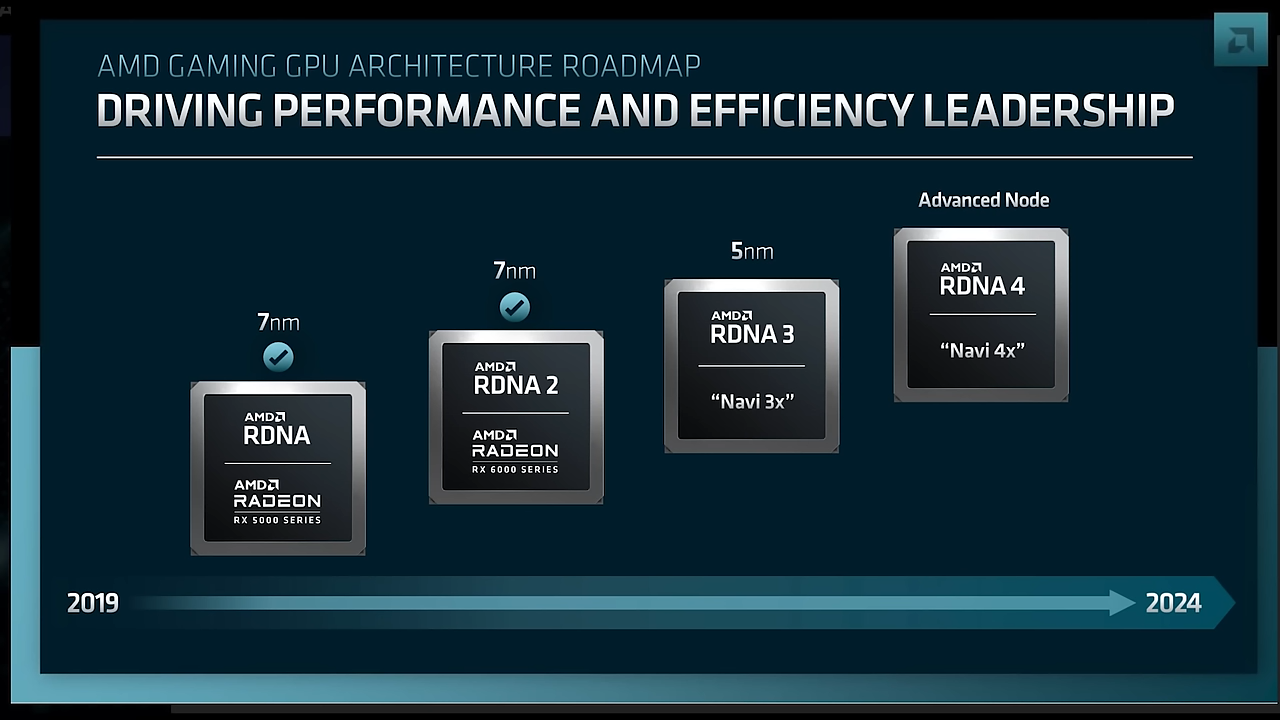 AMD GAMING GPU ARCHITECTURE ROADMAP
DRIVING PERFORMANCE AND EFFICIENCY LEADERSHIP
7nm
AMD
RDNA
AMD
RADEON
RX 5000 SERIES
7nm
AMD
RDNA 2
AMD
RADEON
RX 6000 SERIES
5nm
AMD
RDNA 3
“Navi 3x”
Advanced Node
AMD
RDNA 4
“Navi 4x”
2019
2024